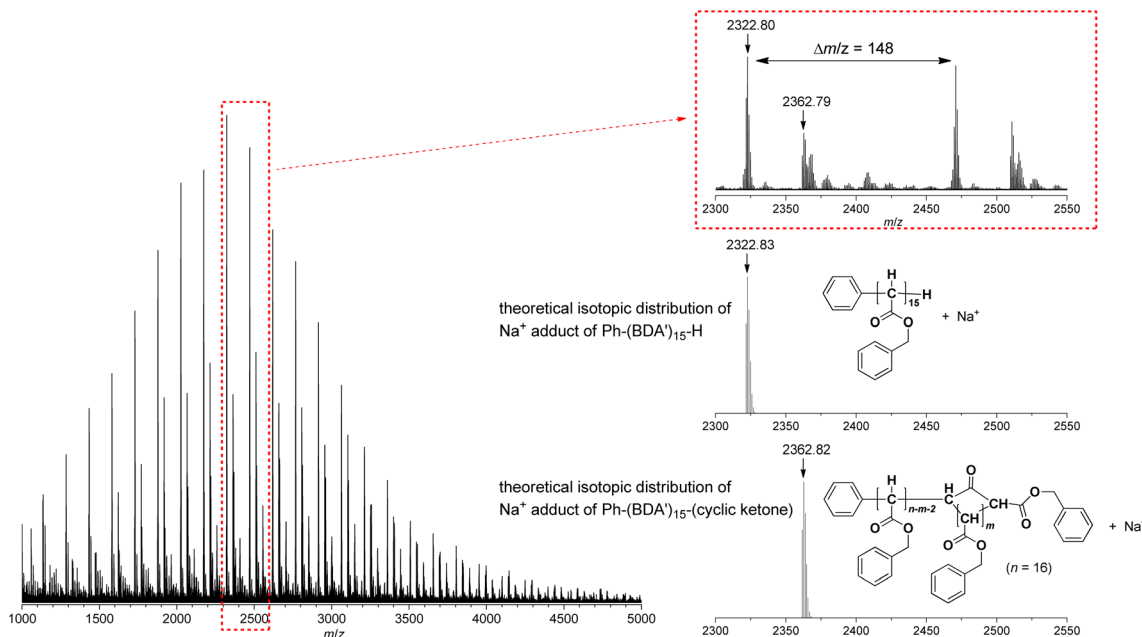 2322.80
Δm/z = 148
2362.79
2300 2350 2400 2450 2500 2550
m/z
2322.83
theoretical isotopic distribution of
Na⁺ adduct of Ph-(BDA')₁₅-H
H
C
15
H
O
O
+ Na⁺
2300 2350 2400 2450 2500 2550
2362.82
theoretical isotopic distribution of
Na⁺ adduct of Ph-(BDA')₁₅-(cyclic ketone)
H
C
n-m-2
O
O
H
C
O
CH
m
CH
C
O
O
C
O
O
+ Na
(n = 16)
2300 2350 2400 2450 2500 2550
1000 1500 2000 2500 3000 3500 4000 4500 5000
m/z